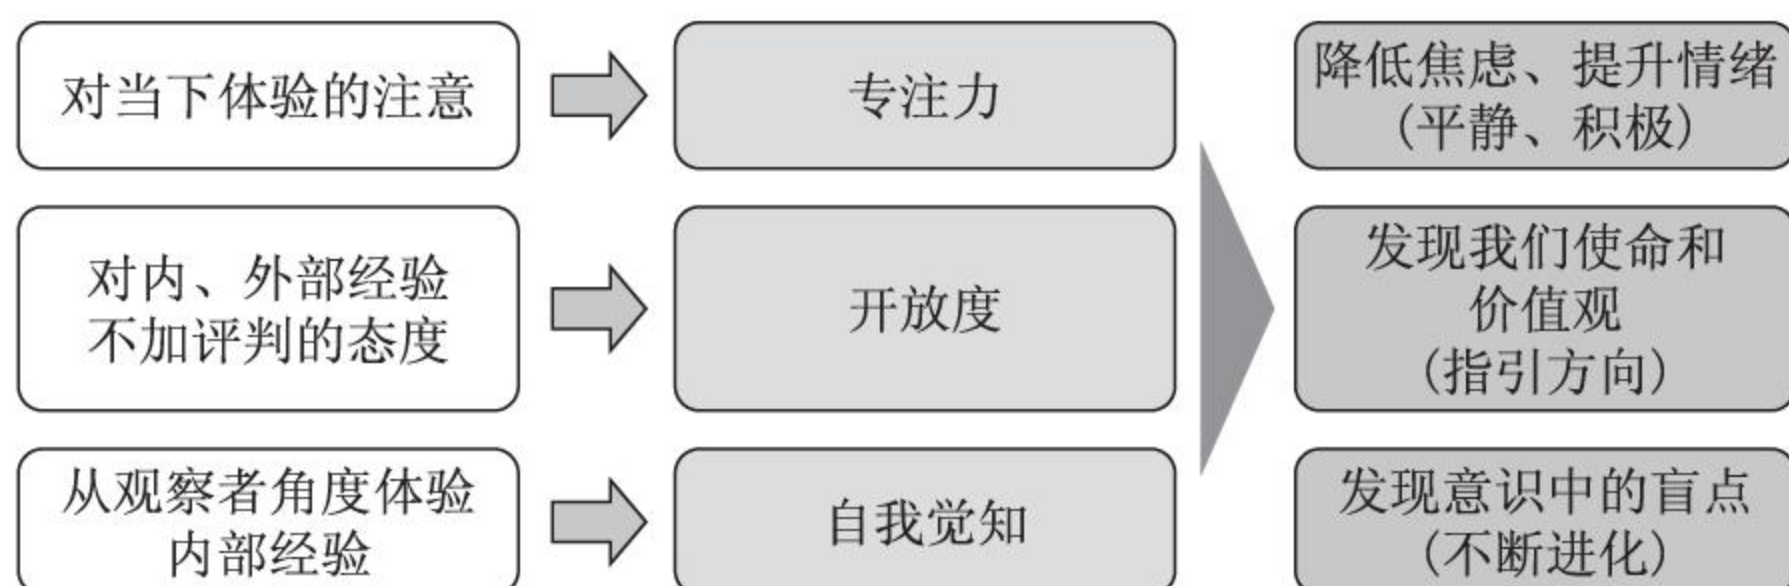 对当下体验的注意
专注力
降低焦虑、提升情绪
(平静、积极)
对内、外部经验
不加评判的态度
开放度
发现我们使命和
价值观
(指引方向)
从观察者角度体验
内部经验
自我觉知
发现意识中的盲点
(不断进化)